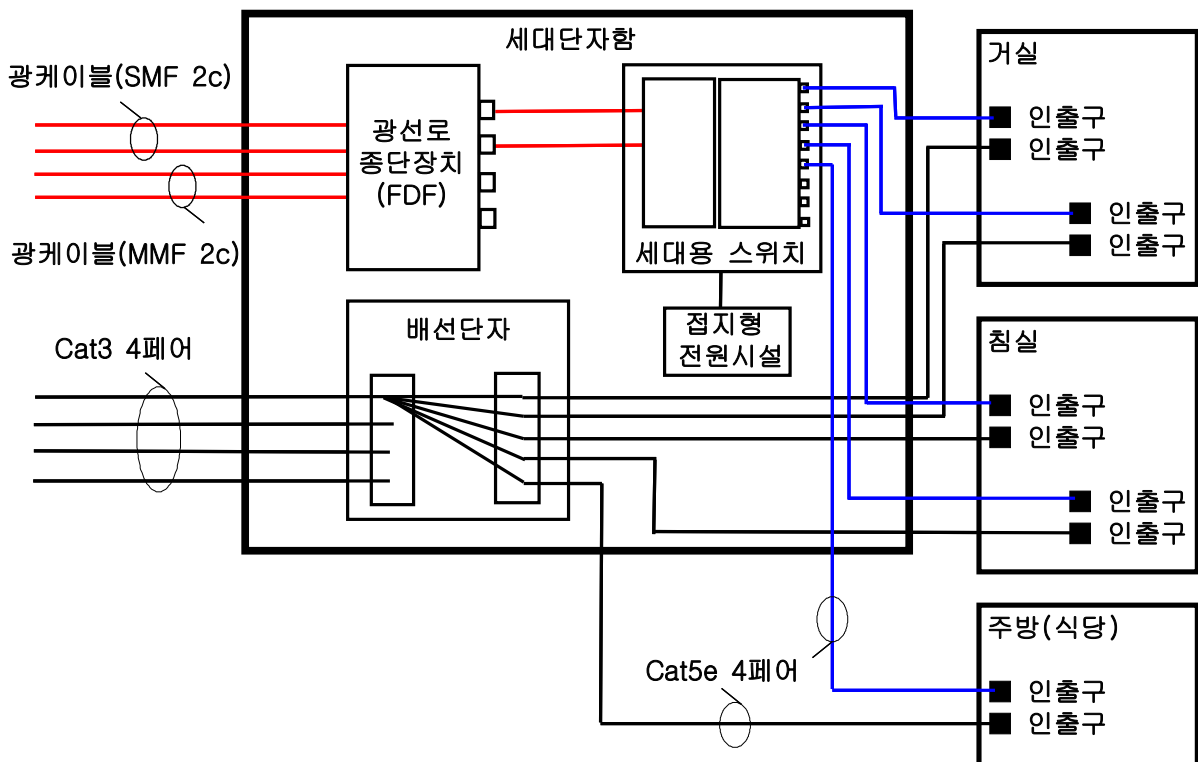 세대단자함
광케이블(SMF 2c)
광선로
종단장치
(FDF)
광케이블(MMF 2c)
세대용 스위치
접지형
전원시설
배선단자
Cat3 4페어
Cat5e 4페어
거실
인출구
인출구
인출구
인출구
침실
인출구
인출구
인출구
인출구
주방(식당)
인출구
인출구